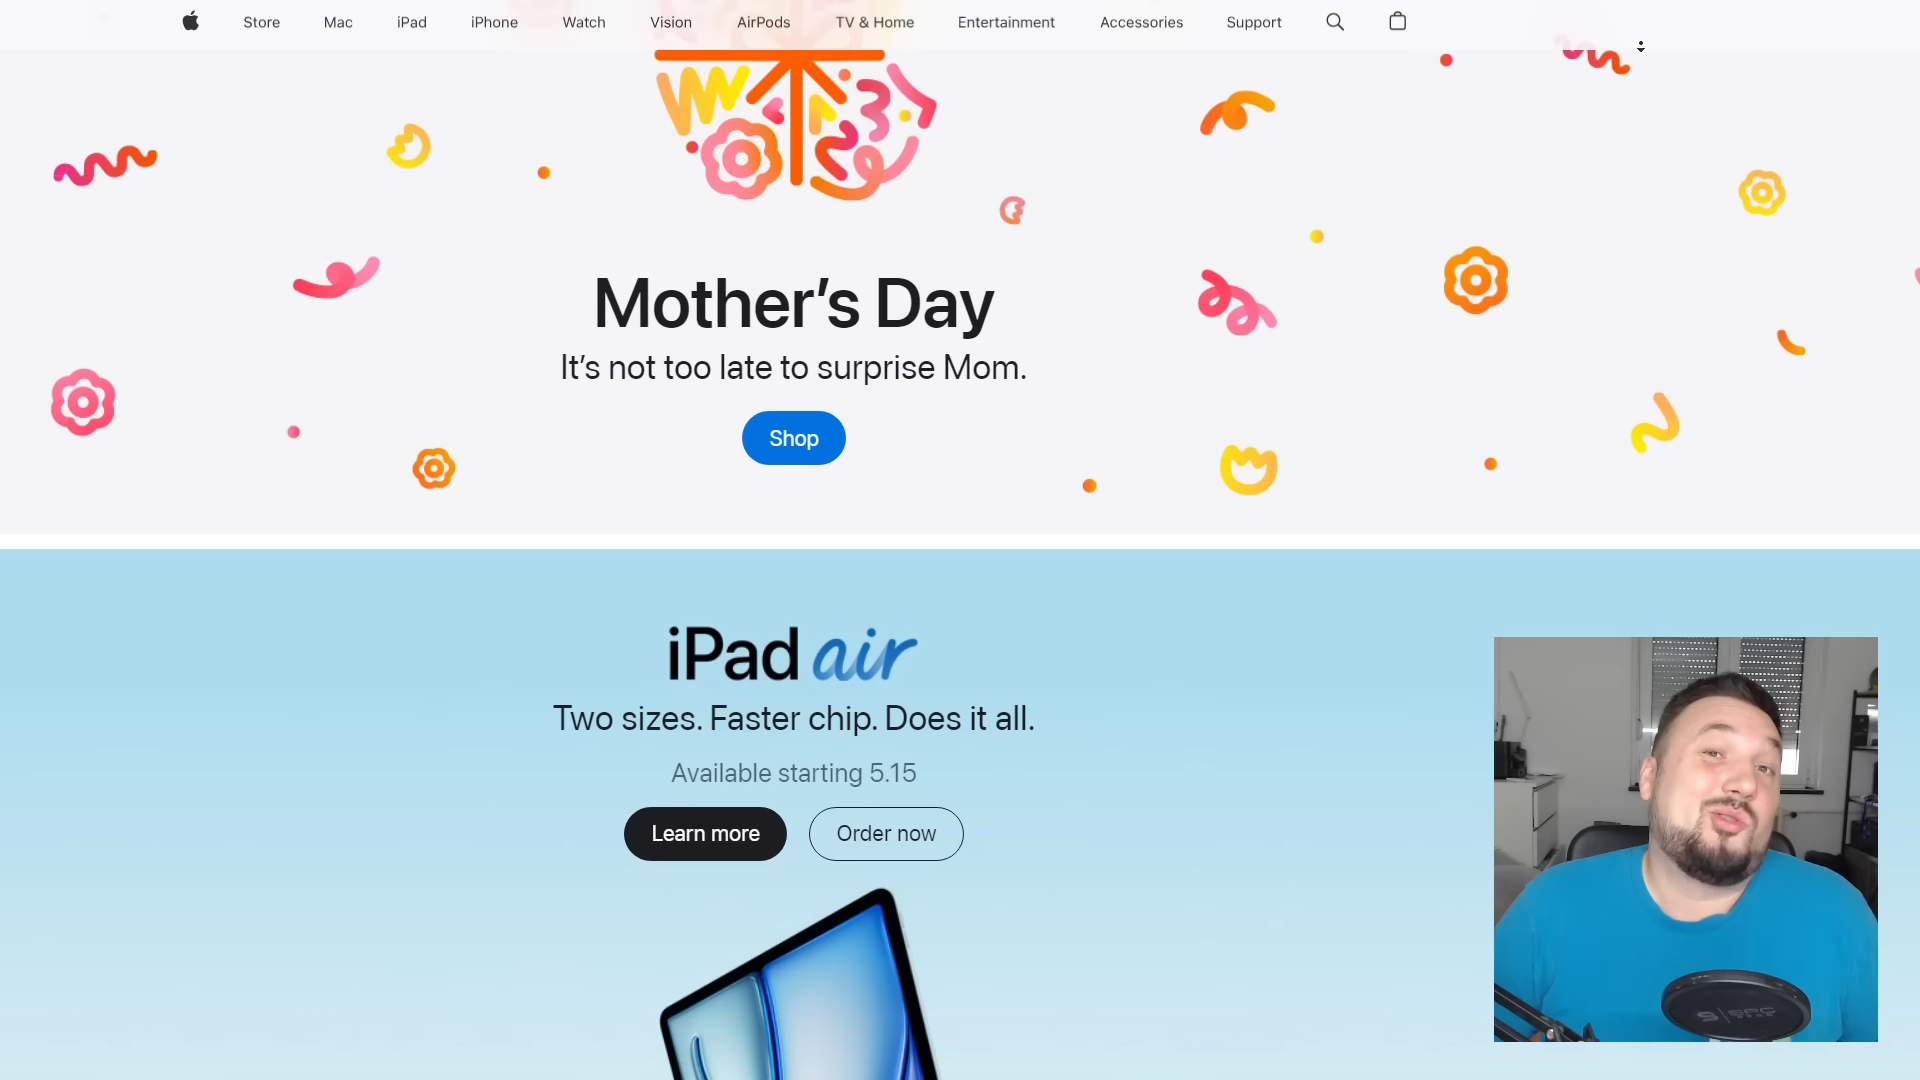 Store Mac iPad iPhone Watch Vision AirPods TV & Home Entertainment Accessories Support
Mother’s Day
It’s not too late to surprise Mom.
Shop
iPad air
Two sizes. Faster chip. Does it all.
Available starting 5.15
Learn more Order now